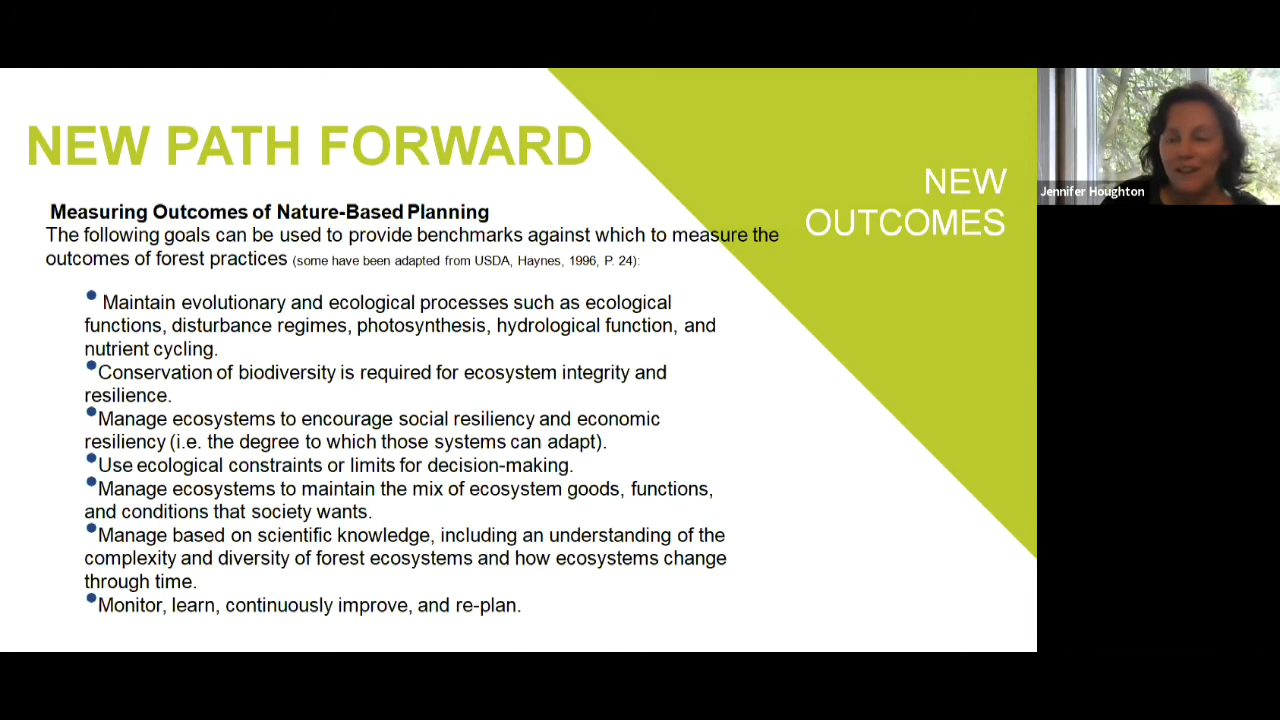 NEW PATH FORWARD
NEW
OUTCOMES
Measuring Outcomes of Nature-Based Planning
The following goals can be used to provide benchmarks against which to measure the
outcomes of forest practices (some have been adapted from USDA, Haynes, 1996, P. 24):
• Maintain evolutionary and ecological processes such as ecological
functions, disturbance regimes, photosynthesis, hydrological function, and
nutrient cycling.
•Conservation of biodiversity is required for ecosystem integrity and
resilience.
•Manage ecosystems to encourage social resiliency and economic
resiliency (i.e. the degree to which those systems can adapt).
•Use ecological constraints or limits for decision-making.
•Manage ecosystems to maintain the mix of ecosystem goods, functions,
and conditions that society wants.
•Manage based on scientific knowledge, including an understanding of the
complexity and diversity of forest ecosystems and how ecosystems change
through time.
•Monitor, learn, continuously improve, and re-plan.
Jennifer Houghton